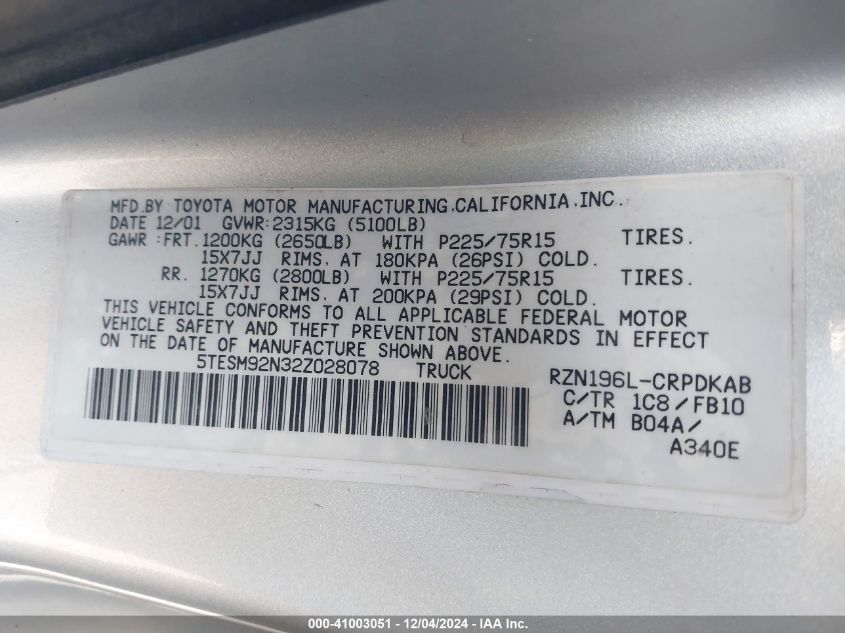 MFD.BY TOYOTA MOTOR MANUFACTURING.CALIFORNIA.INC.
DATE 12/01 GVWR:2315KG (5100LB)
GAWR :FRT.1200KG (2650LB) WITH P225/75R15 TIRES.
15X7JJ RIMS. AT 180KPA (26PSI) COLD.
RR. 1270KG (2800LB) WITH P225/75R15 TIRES.
15X7JJ RIMS. AT 200KPA (29PSI) COLD.
THIS VEHICLE CONFORMS TO ALL APPLICABLE FEDERAL MOTOR
VEHICLE SAFETY AND THEFT PREVENTION STANDARDS IN EFFECT
ON THE DATE OF MANUFACTURE SHOWN ABOVE.
5TESM92N32Z028078 TRUCK
RZN196L-CRPDKAB
C/TR 1C8/FB10
A/TM B04A/
A340E
000-41003051 - 12/04/2024 - IAA Inc.